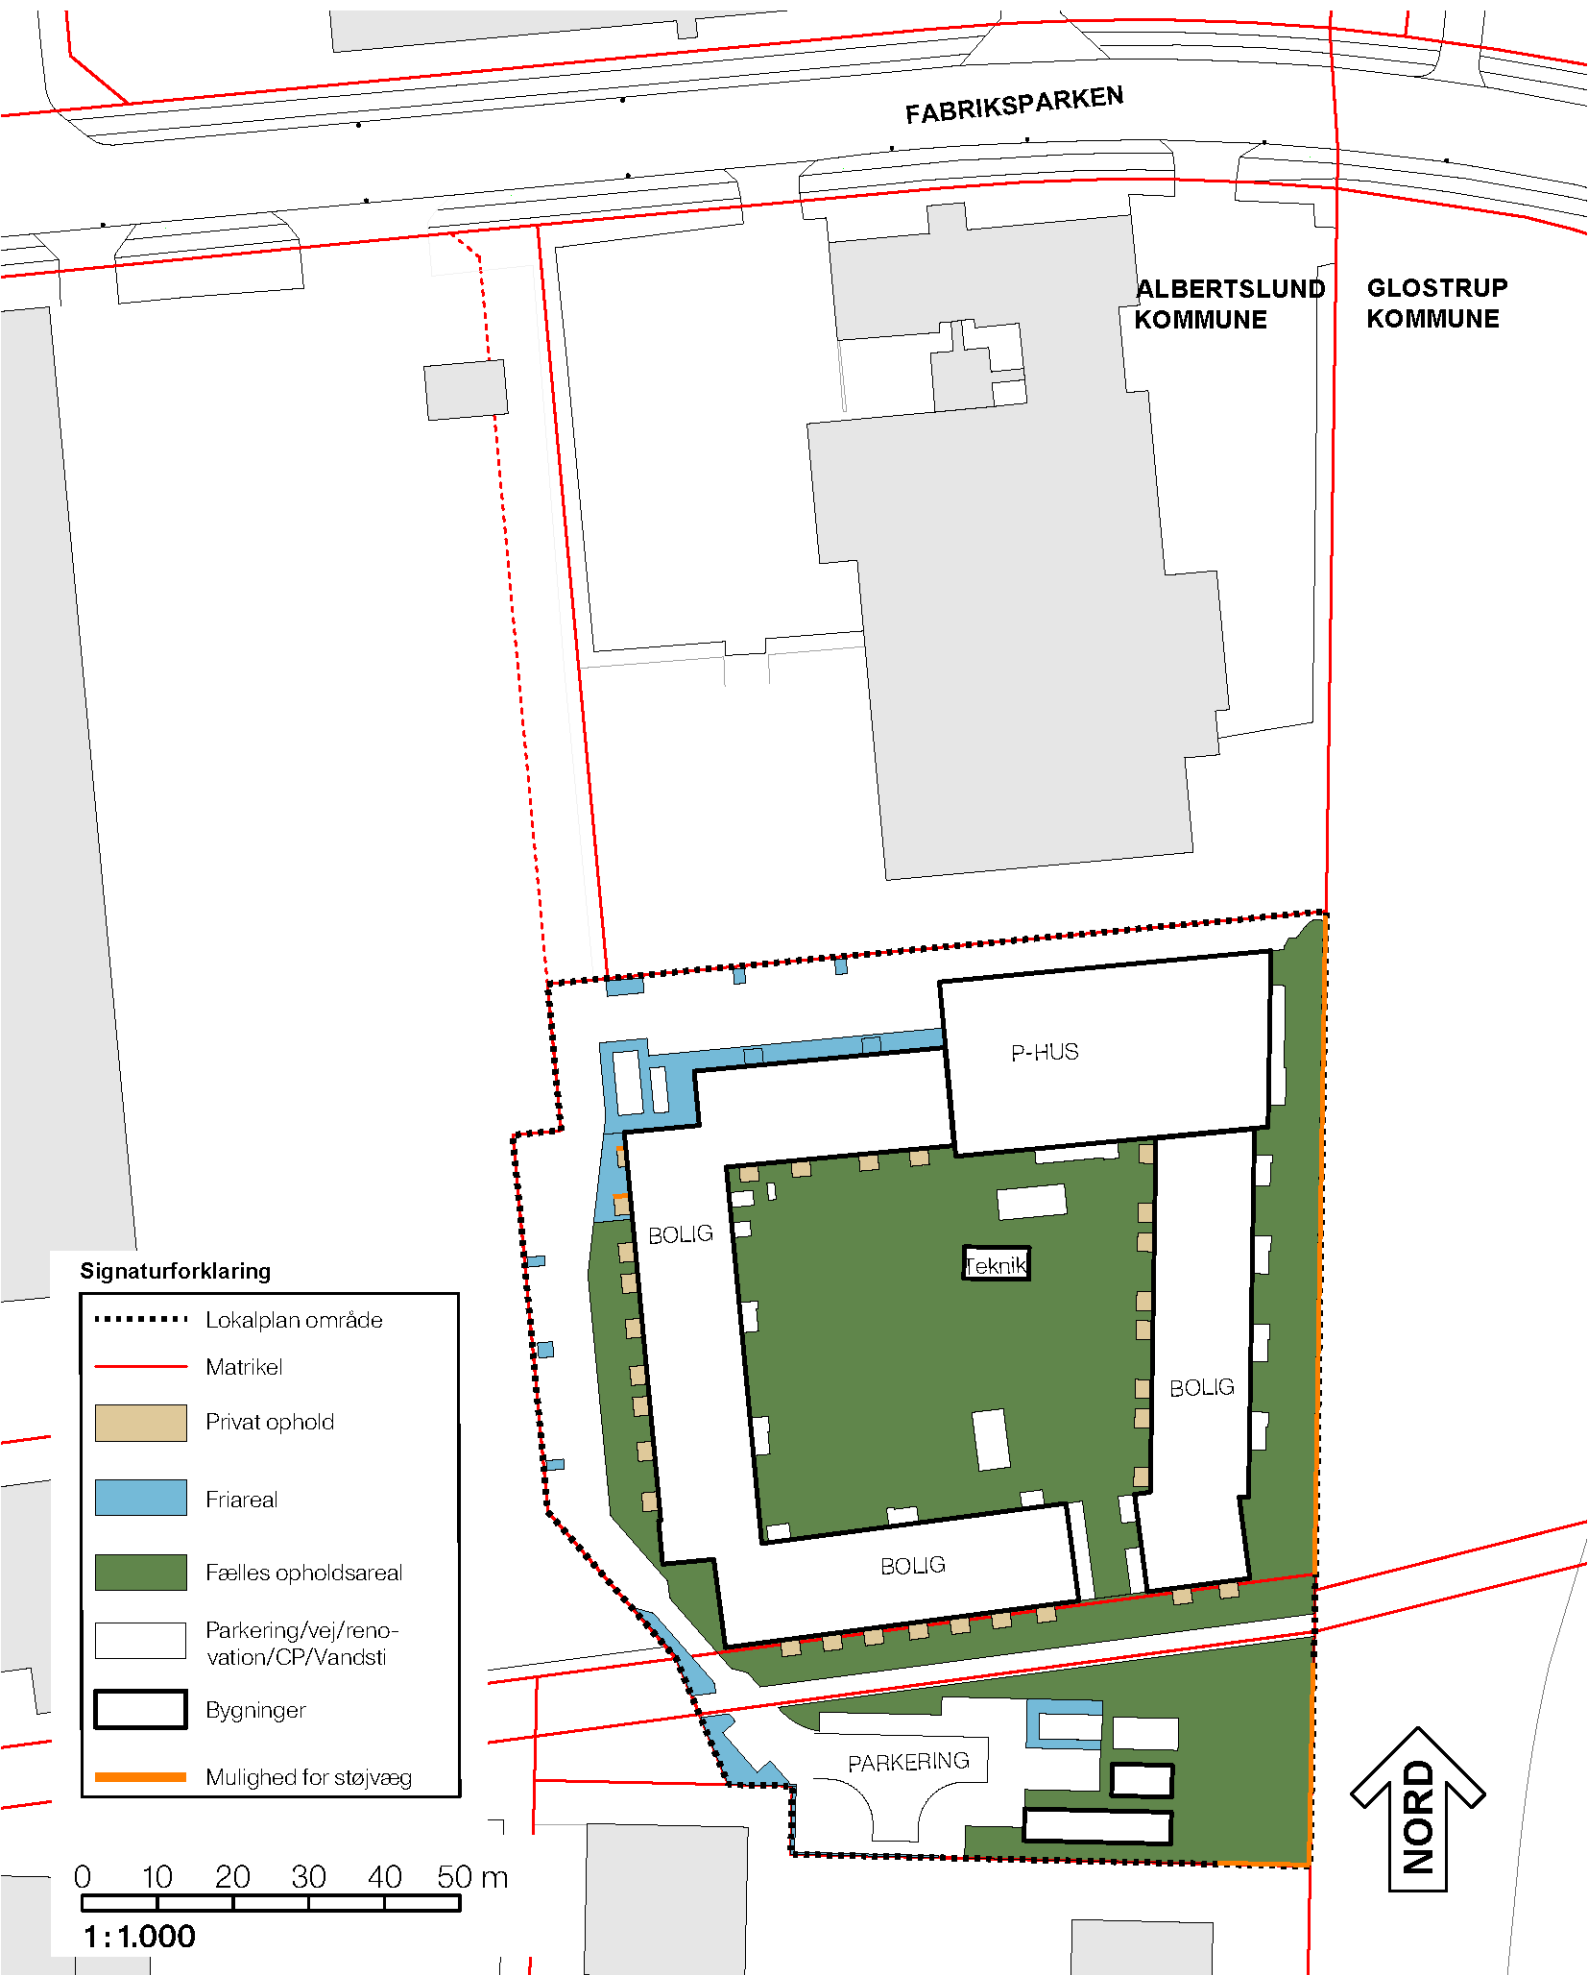 FABRIKSPARKEN
ALBERTSLUND
KOMMUNE
GLOSTRUP
KOMMUNE
P-HUS
BOLIG
Teknik
BOLIG
BOLIG
PARKERING
Signaturforklaring
Lokalplan område
Matrikel
Privat ophold
Friareal
Fælles opholdsareal
Parkering/vej/reno-
vation/CP/Vandsti
Bygninger
Mulighed for støjvæg
0 10 20 30 40 50 m
1:1.000
NORD